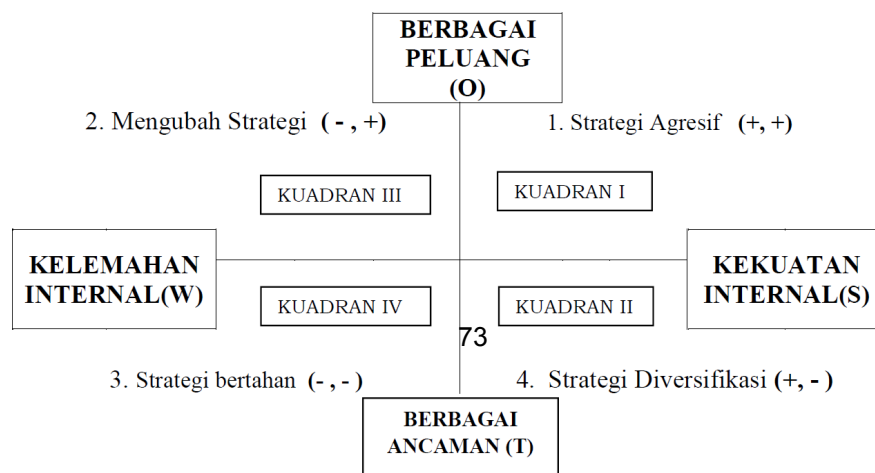 BERBAGAI
PELUANG
(O)
2. Mengubah Strategi (-, +)
1. Strategi Agresif (+, +)
KUADRAN III
KUADRAN I
KELEMAHAN
INTERNAL(W)
KEKUATAN
INTERNAL(S)
KUADRAN IV
KUADRAN II
73
3. Strategi bertahan (-, -)
4. Strategi Diversifikasi (+, -)
BERBAGAI
ANCAMAN (T)